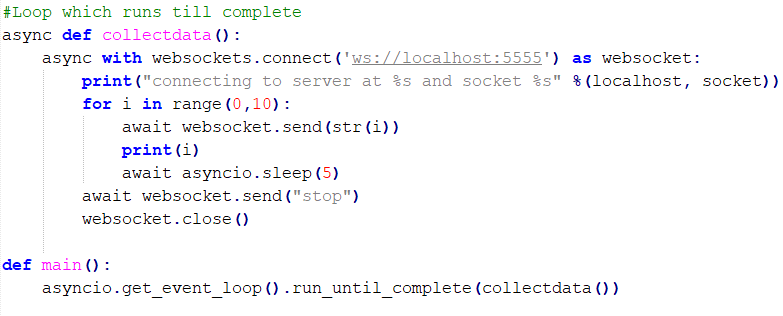 #Loop which runs till complete
async def collectdata():
    async with websockets.connect('ws://localhost:5555') as websocket:
        print("connecting to server at %s and socket %s" %(localhost, socket))
        for i in range(0,10):
            await websocket.send(str(i))
            print(i)
            await asyncio.sleep(5)
        await websocket.send("stop")
        websocket.close()

def main():
    asyncio.get_event_loop().run_until_complete(collectdata())